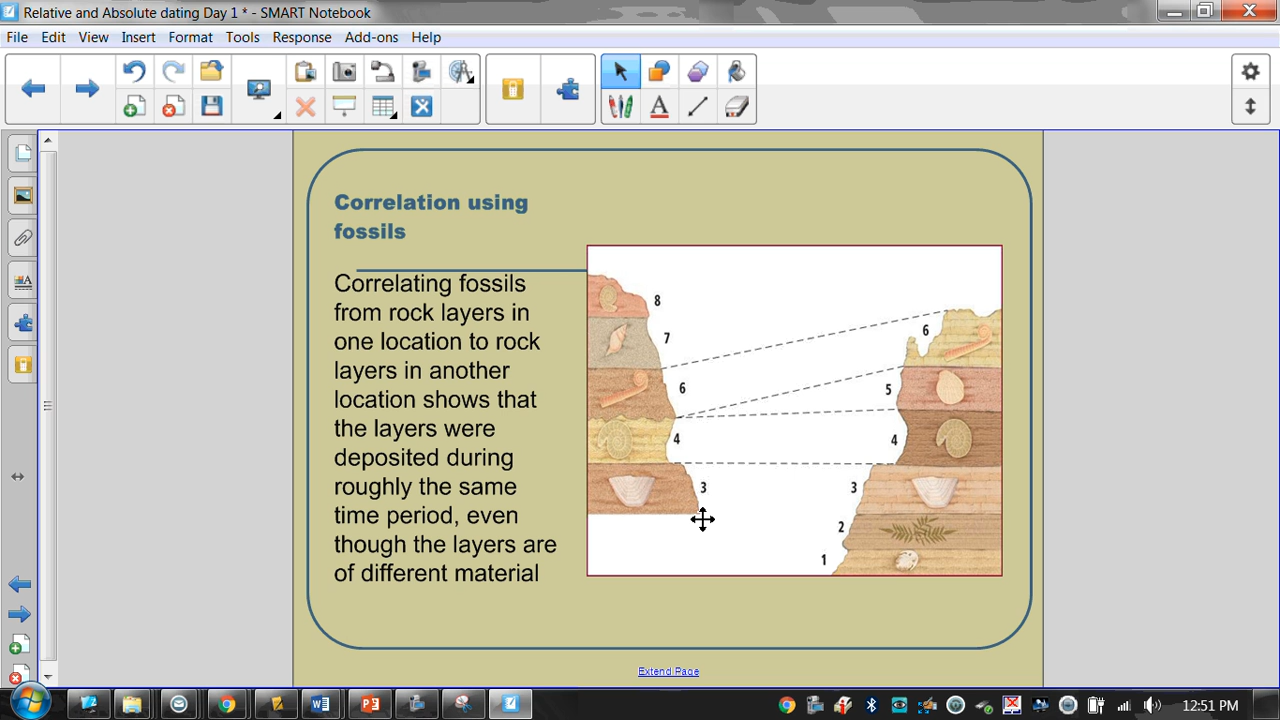 Relative and Absolute dating Day 1 * - SMART Notebook
File Edit View Insert Format Tools Response Add-ons Help
Correlation using
fossils
Correlating fossils
from rock layers in
one location to rock
layers in another
location shows that
the layers were
deposited during
roughly the same
time period, even
though the layers are
of different material
8
7
6
4
3
6
5
4
3
2
1
Extend Page
12:51 PM